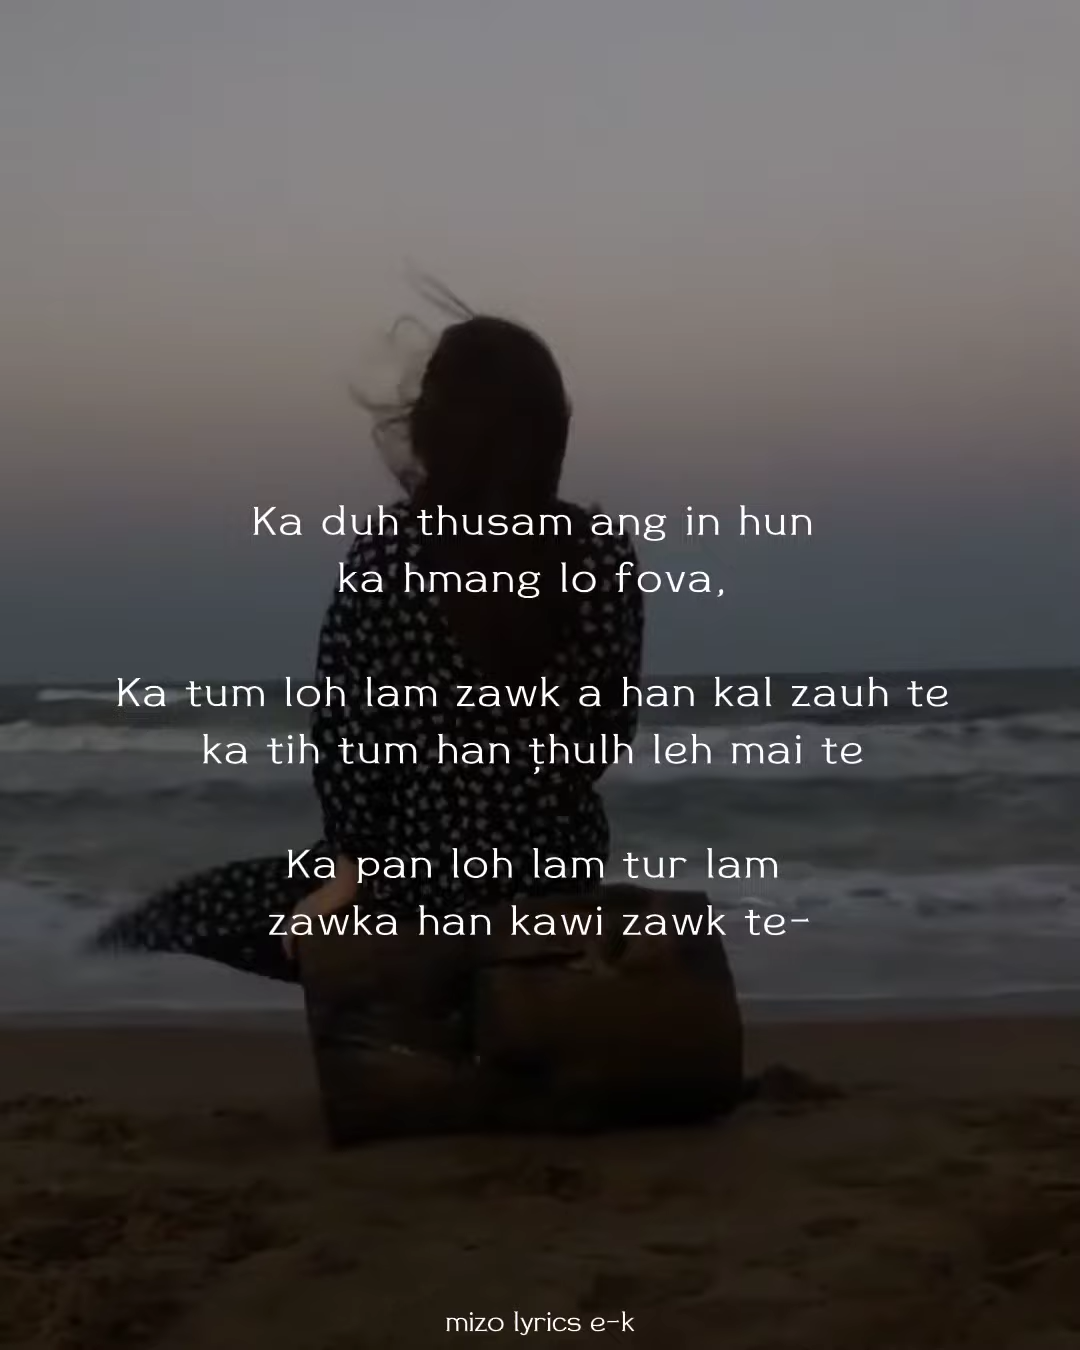 Ka duh thusam ang in hun
ka hmang lo fova,
Ka tum loh lam zawk a han kal zauh te
ka tih tum han ṭhulh leh mai te
Ka pan loh lam tur lam
zawka han kawi zawk te-
mizo lyrics e-k